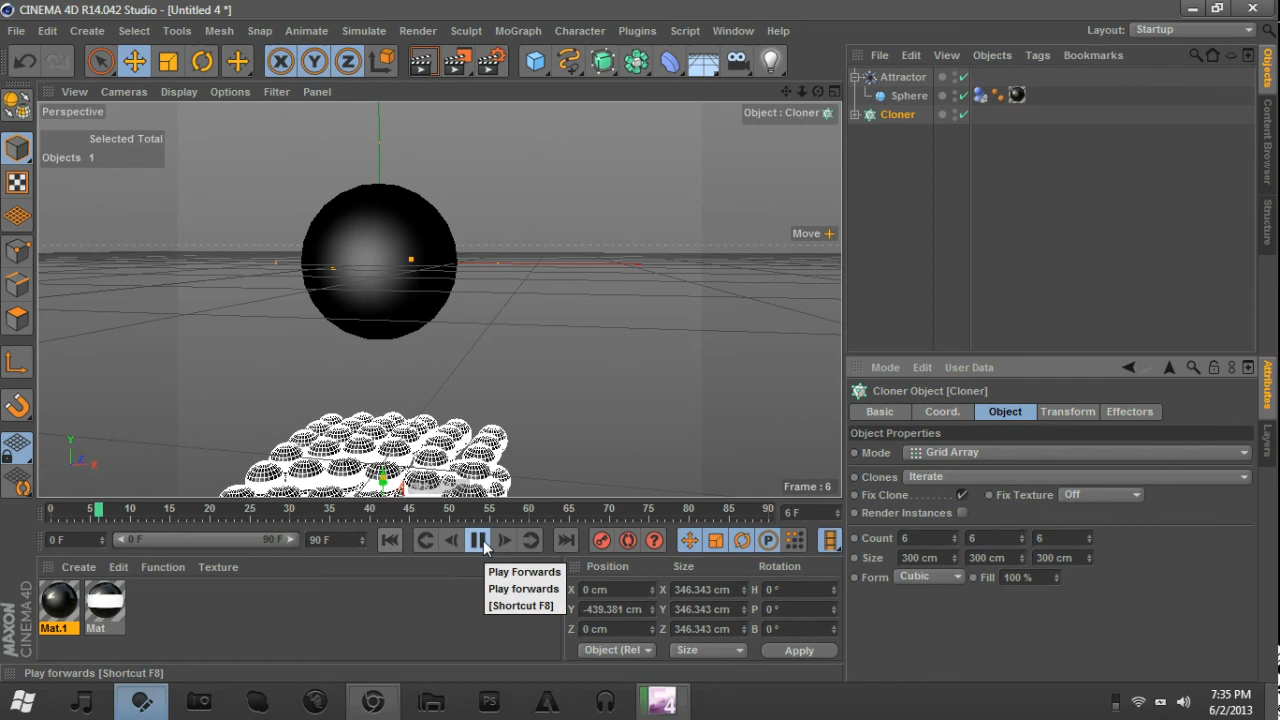 CINEMA 4D R14.042 Studio - [Untitled 4 *]
File Edit Create Select Tools Mesh Snap Animate Simulate Render Sculpt MoGraph Character Plugins Script Window Help Layout: Startup
File Edit View Objects Tags Bookmarks
View Cameras Display Options Filter Panel
Attractor
Sphere
Cloner
Perspective
Object : Cloner
Selected Total
Objects 1
Move
X
Y
Z
Frame : 6
Objects
Content Browser
Structure
Mode Edit User Data
Cloner Object [Cloner]
Basic Coord. Object Transform Effectors
Object Properties
Mode Grid Array
Clones Iterate
Fix Clone Fix Texture Off
Render Instances
Count 6 6 6
Size 300 cm 300 cm 300 cm
Form Cubic Fill 100 %
Attributes
Layers
0 5 10 15 20 25 30 35 40 45 50 55 60 65 70 75 80 85 90 6 F
0 F 0 F 90 F 90 F
Create Edit Function Texture
Play Forwards
Play forwards
[Shortcut F8]
Mat.1 Mat
Position Size Rotation
X 0 cm X 346.343 cm H 0 °
Y -439.381 cm Y 346.343 cm P 0 °
Z 0 cm Z 346.343 cm B 0 °
Object (Rel Size Apply
MAXON CINEMA 4D
Play forwards [Shortcut F8]
7:35 PM
6/2/2013